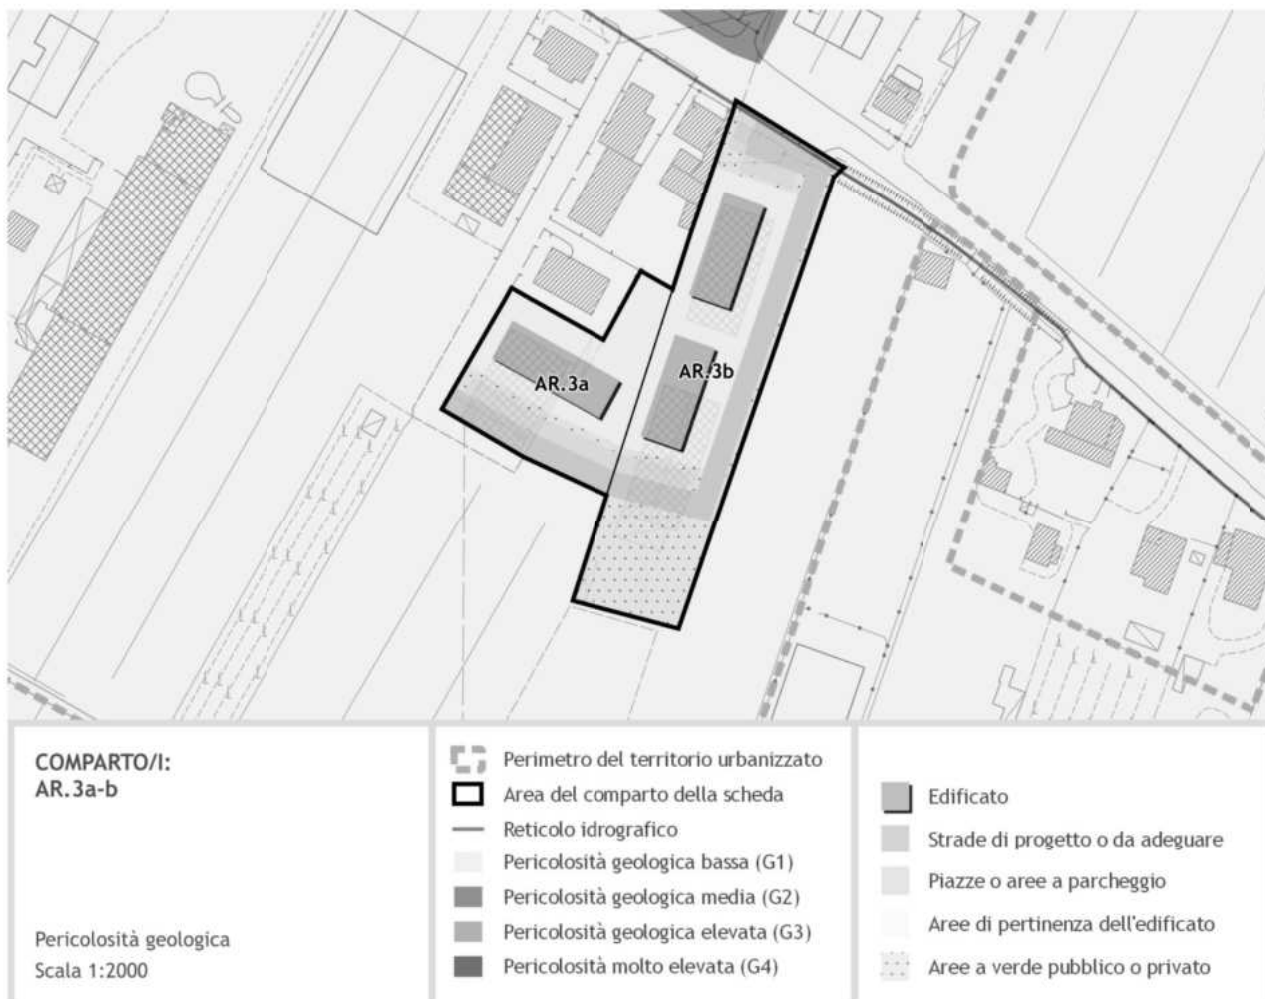 AR.3a
AR.3b
COMPARTO/I:
AR.3a-b
Pericolosità geologica
Scala 1:2000
Perimetro del territorio urbanizzato
Area del comparto della scheda
Reticolo idrografico
Pericolosità geologica bassa (G1)
Pericolosità geologica media (G2)
Pericolosità geologica elevata (G3)
Pericolosità molto elevata (G4)
Edificato
Strade di progetto o da adeguare
Piazze o aree a parcheggio
Aree di pertinenza dell'edificato
Aree a verde pubblico o privato